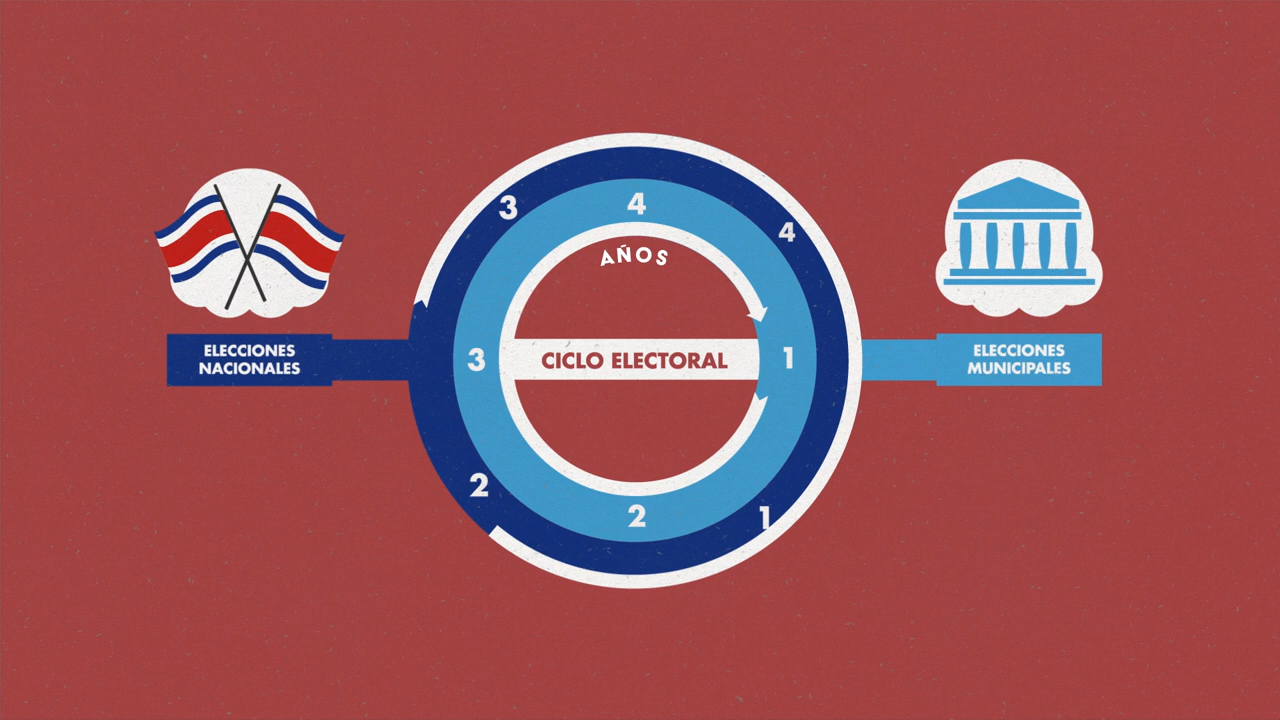 ELECCIONES
NACIONALES
3
4
4
AÑOS
3
CICLO ELECTORAL
1
2
2
1
ELECCIONES
MUNICIPALES